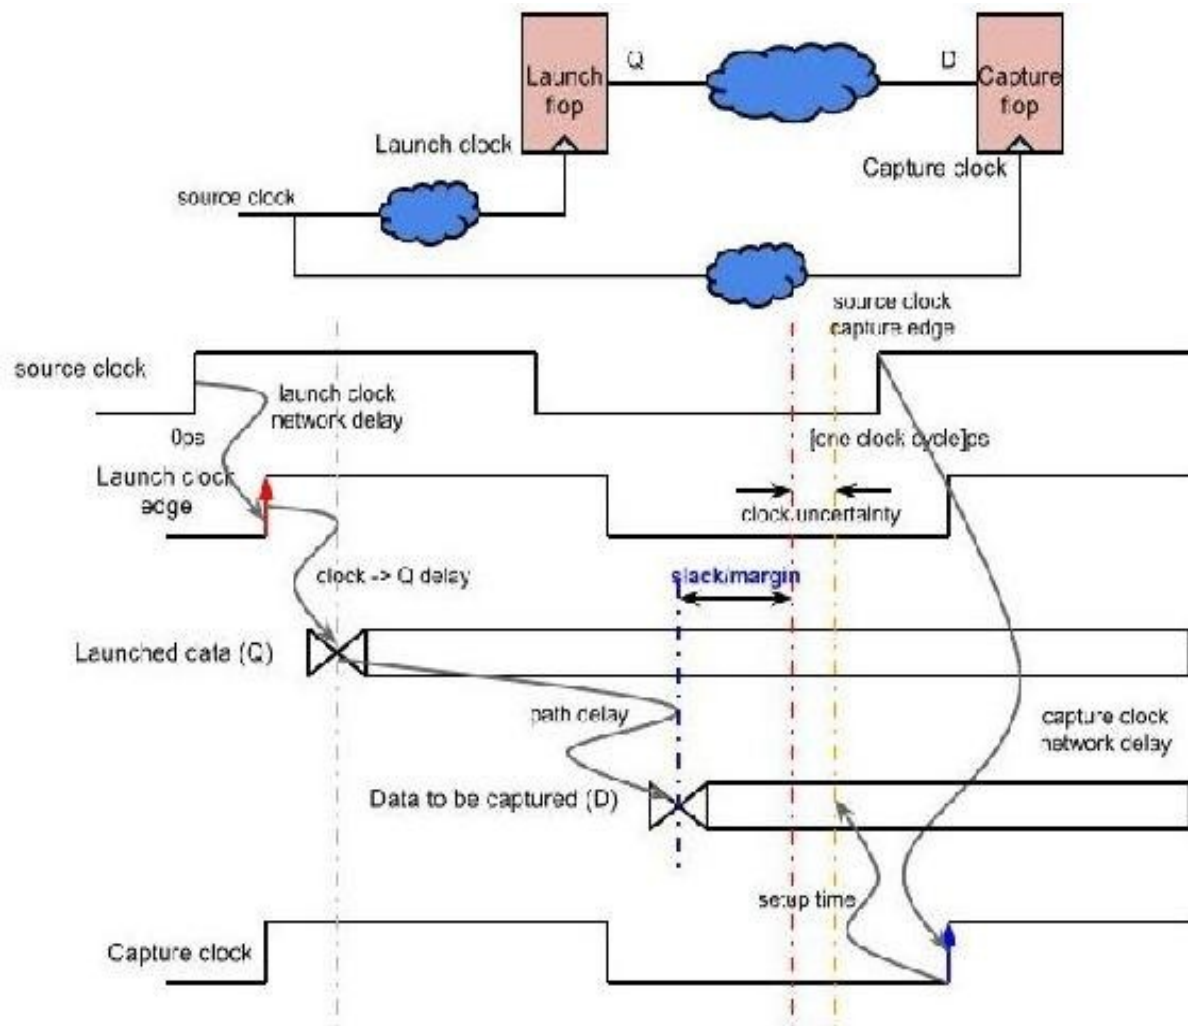 Q
D
Launch
flop
Capture
flop
Launch clock
Capture clock
source clock
source clock
capture edge
source clock
launch clock
network delay
0ps
[one clock cycle]ps
Launch clock
edge
clock uncertainty
clock -> Q delay
slack/margin
Launched data (Q)
path delay
capture clock
network delay
Data to be captured (D)
setup time
Capture clock